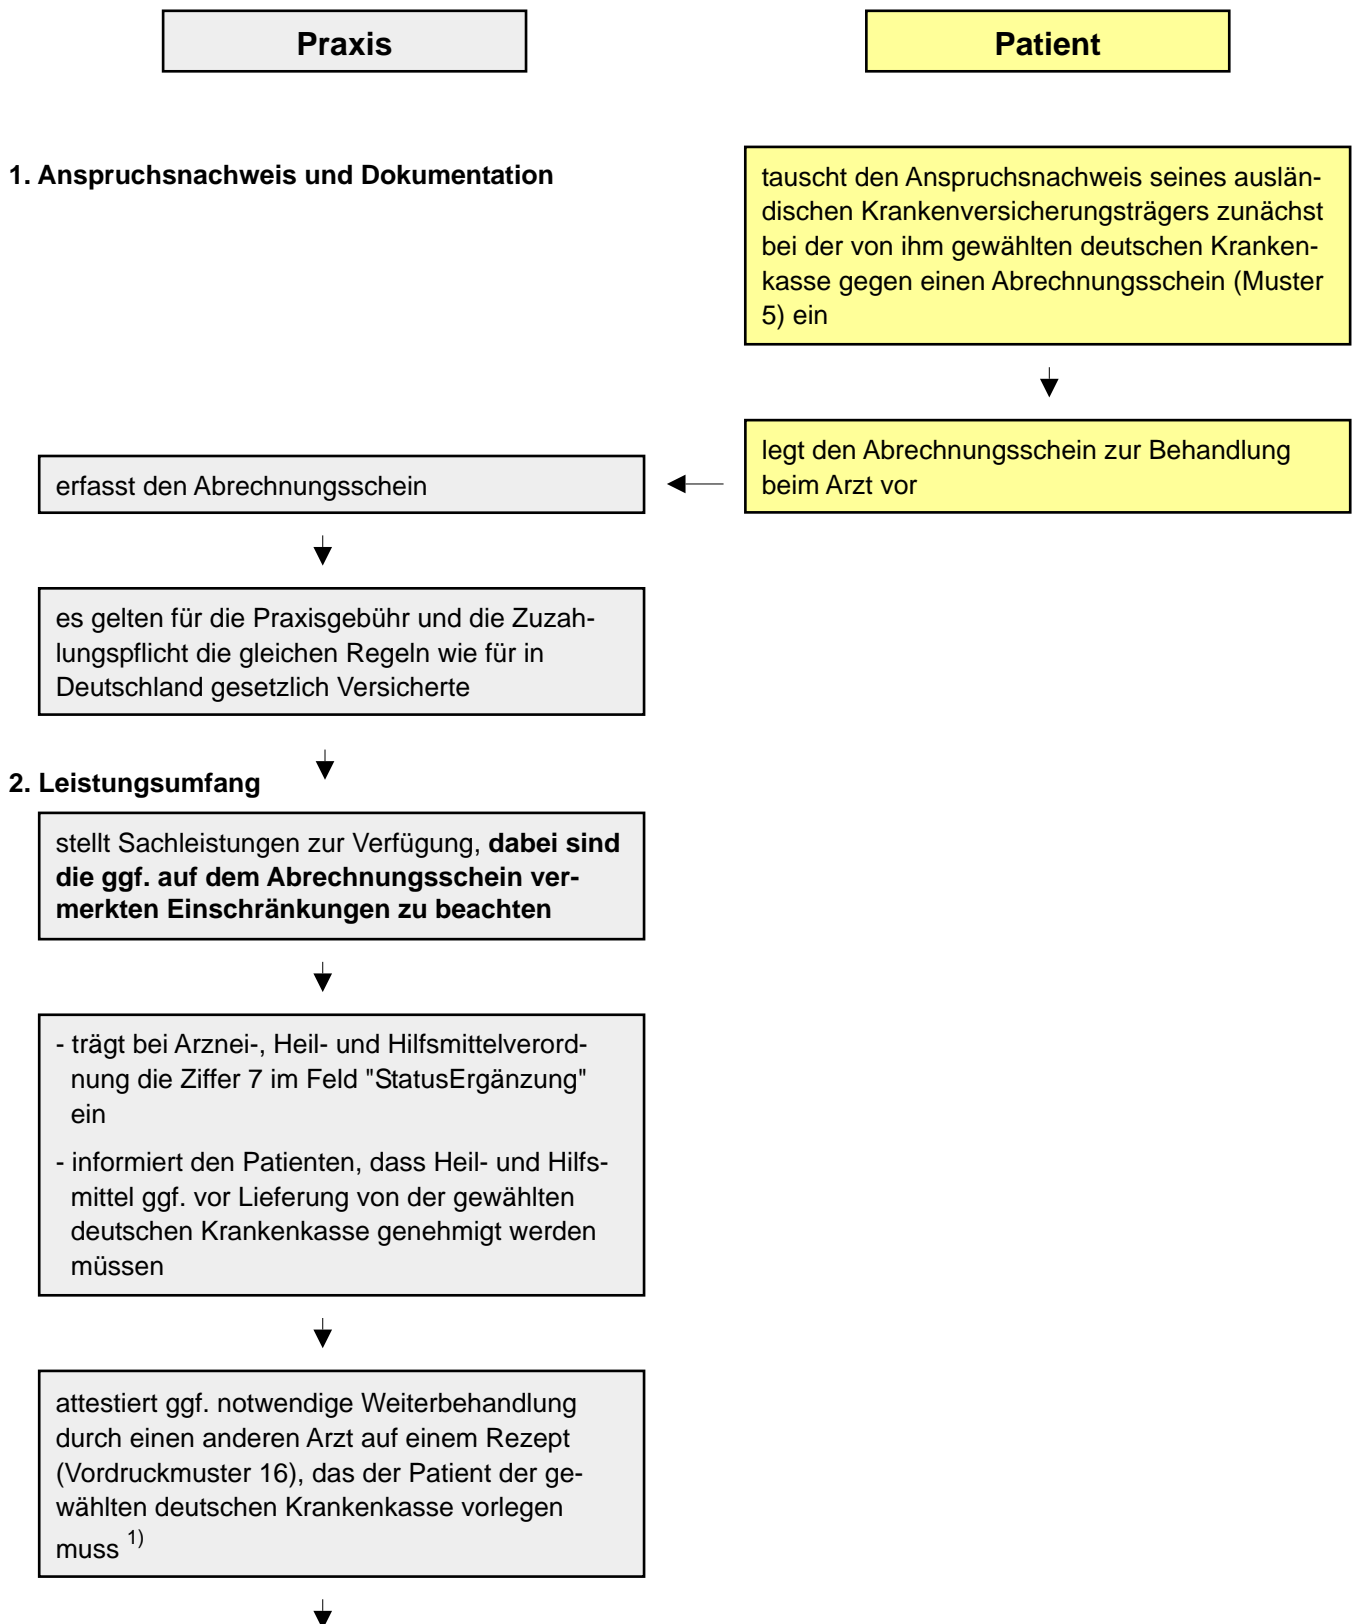 Praxis
Patient
1. Anspruchsnachweis und Dokumentation
tauscht den Anspruchsnachweis seines auslän-
dischen Krankenversicherungsträgers zunächst
bei der von ihm gewählten deutschen Kranken-
kasse gegen einen Abrechnungsschein (Muster
5) ein
legt den Abrechnungsschein zur Behandlung
beim Arzt vor
erfasst den Abrechnungsschein
es gelten für die Praxisgebühr und die Zuzah-
lungspflicht die gleichen Regeln wie für in
Deutschland gesetzlich Versicherte
2. Leistungsumfang
stellt Sachleistungen zur Verfügung, dabei sind
die ggf. auf dem Abrechnungsschein ver-
merkten Einschränkungen zu beachten
- trägt bei Arznei-, Heil- und Hilfsmittelverord-
nung die Ziffer 7 im Feld "StatusErgänzung"
ein
- informiert den Patienten, dass Heil- und Hilfs-
mittel ggf. vor Lieferung von der gewählten
deutschen Krankenkasse genehmigt werden
müssen
attestiert ggf. notwendige Weiterbehandlung
durch einen anderen Arzt auf einem Rezept
(Vordruckmuster 16), das der Patient der ge-
wählten deutschen Krankenkasse vorlegen
muss 1)